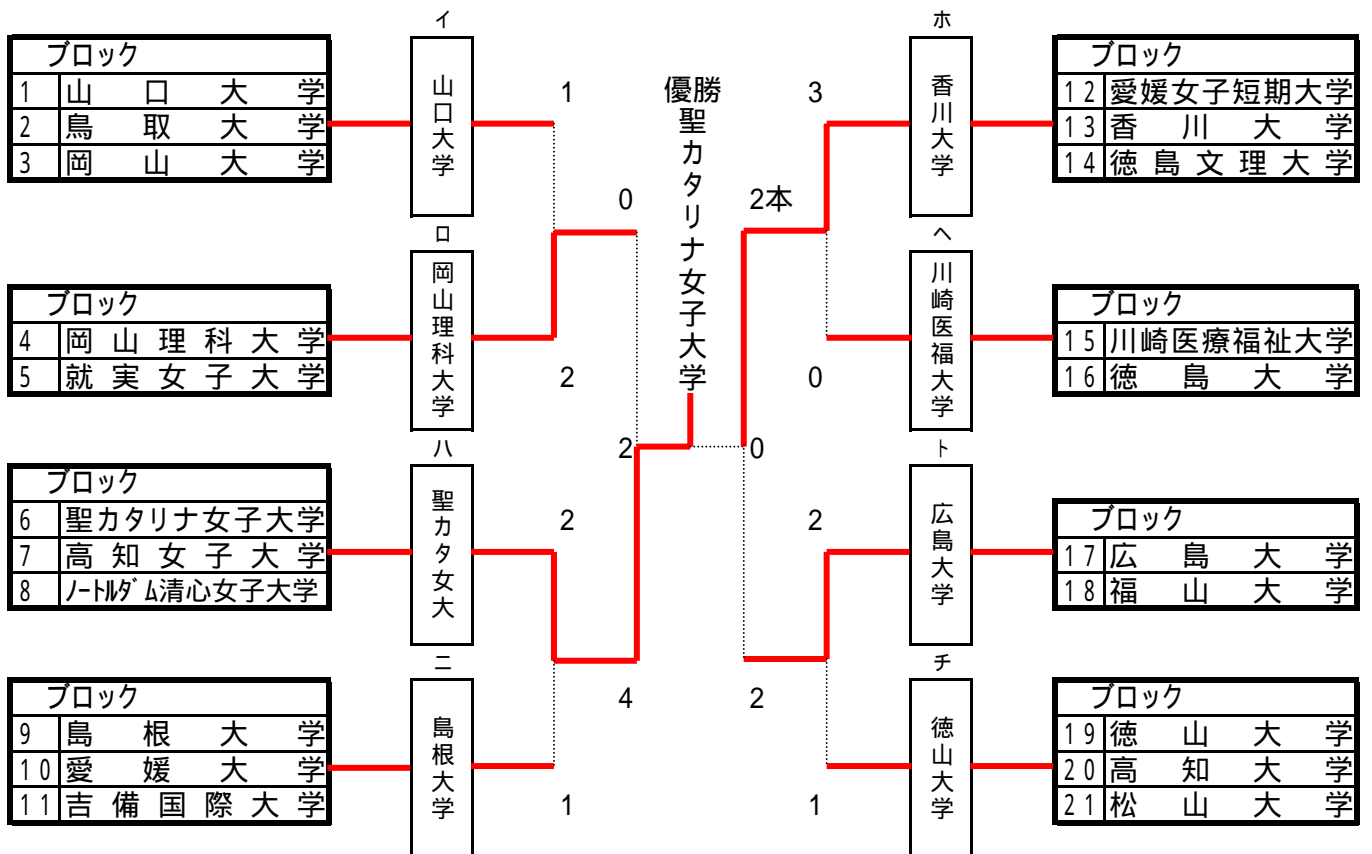 イ
ホ
ブロック
1 山口大学
2 鳥取大学
3 岡山大学
山口大学
1
優勝
聖カタリナ女子大学
3
香川大学
ブロック
12 愛媛女子短期大学
13 香川大学
14 徳島文理大学
0
2本
ロ
ヘ
ブロック
4 岡山理科大学
5 就実女子大学
岡山理科大学
2
0
川崎医福大学
ブロック
15 川崎医療福祉大学
16 徳島大学
2
0
ハ
ト
ブロック
6 聖カタリナ女子大学
7 高知女子大学
8 ノートルダム清心女子大学
聖カタ女大
2
2
広島大学
ブロック
17 広島大学
18 福山大学
ニ
チ
ブロック
9 島根大学
10 愛媛大学
11 吉備国際大学
島根大学
4
2
1
1
徳山大学
ブロック
19 徳山大学
20 高知大学
21 松山大学